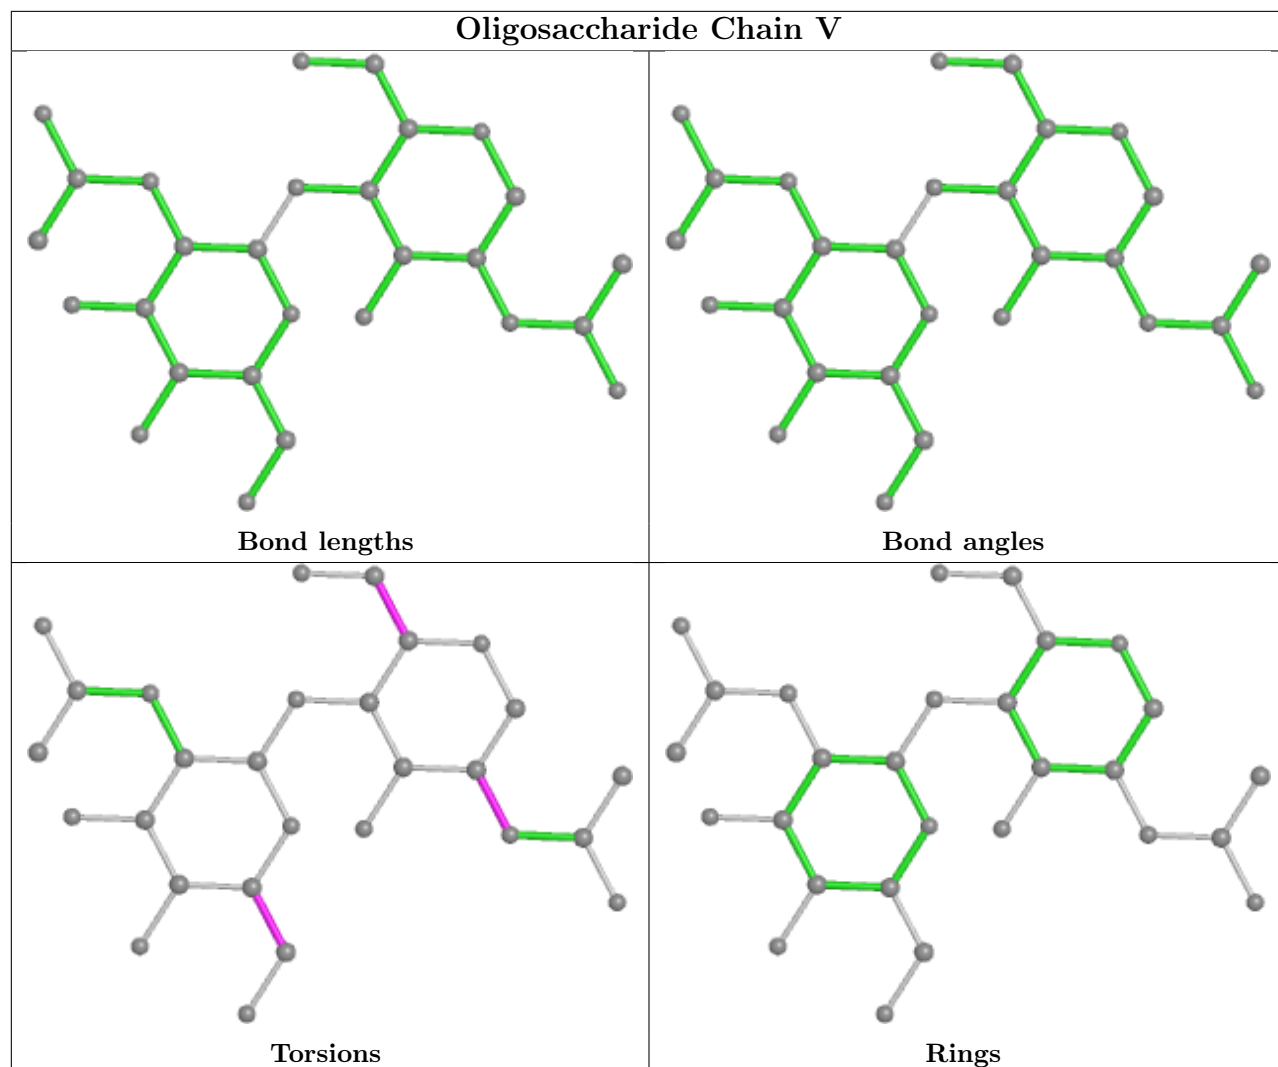 Oligosaccharide Chain V
Bond lengths
Bond angles
Torsions
Rings